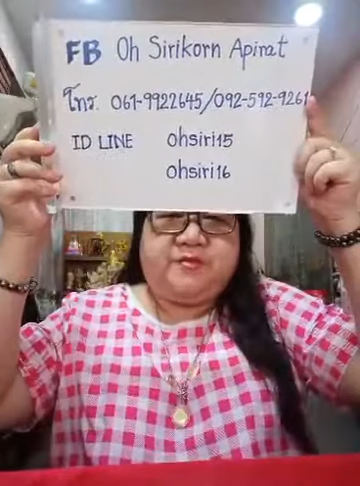 FB Oh Sirikorn Apirat
โทร. 061-9922645/092-592-9261
ID LINE ohsiri15
ohsiri16